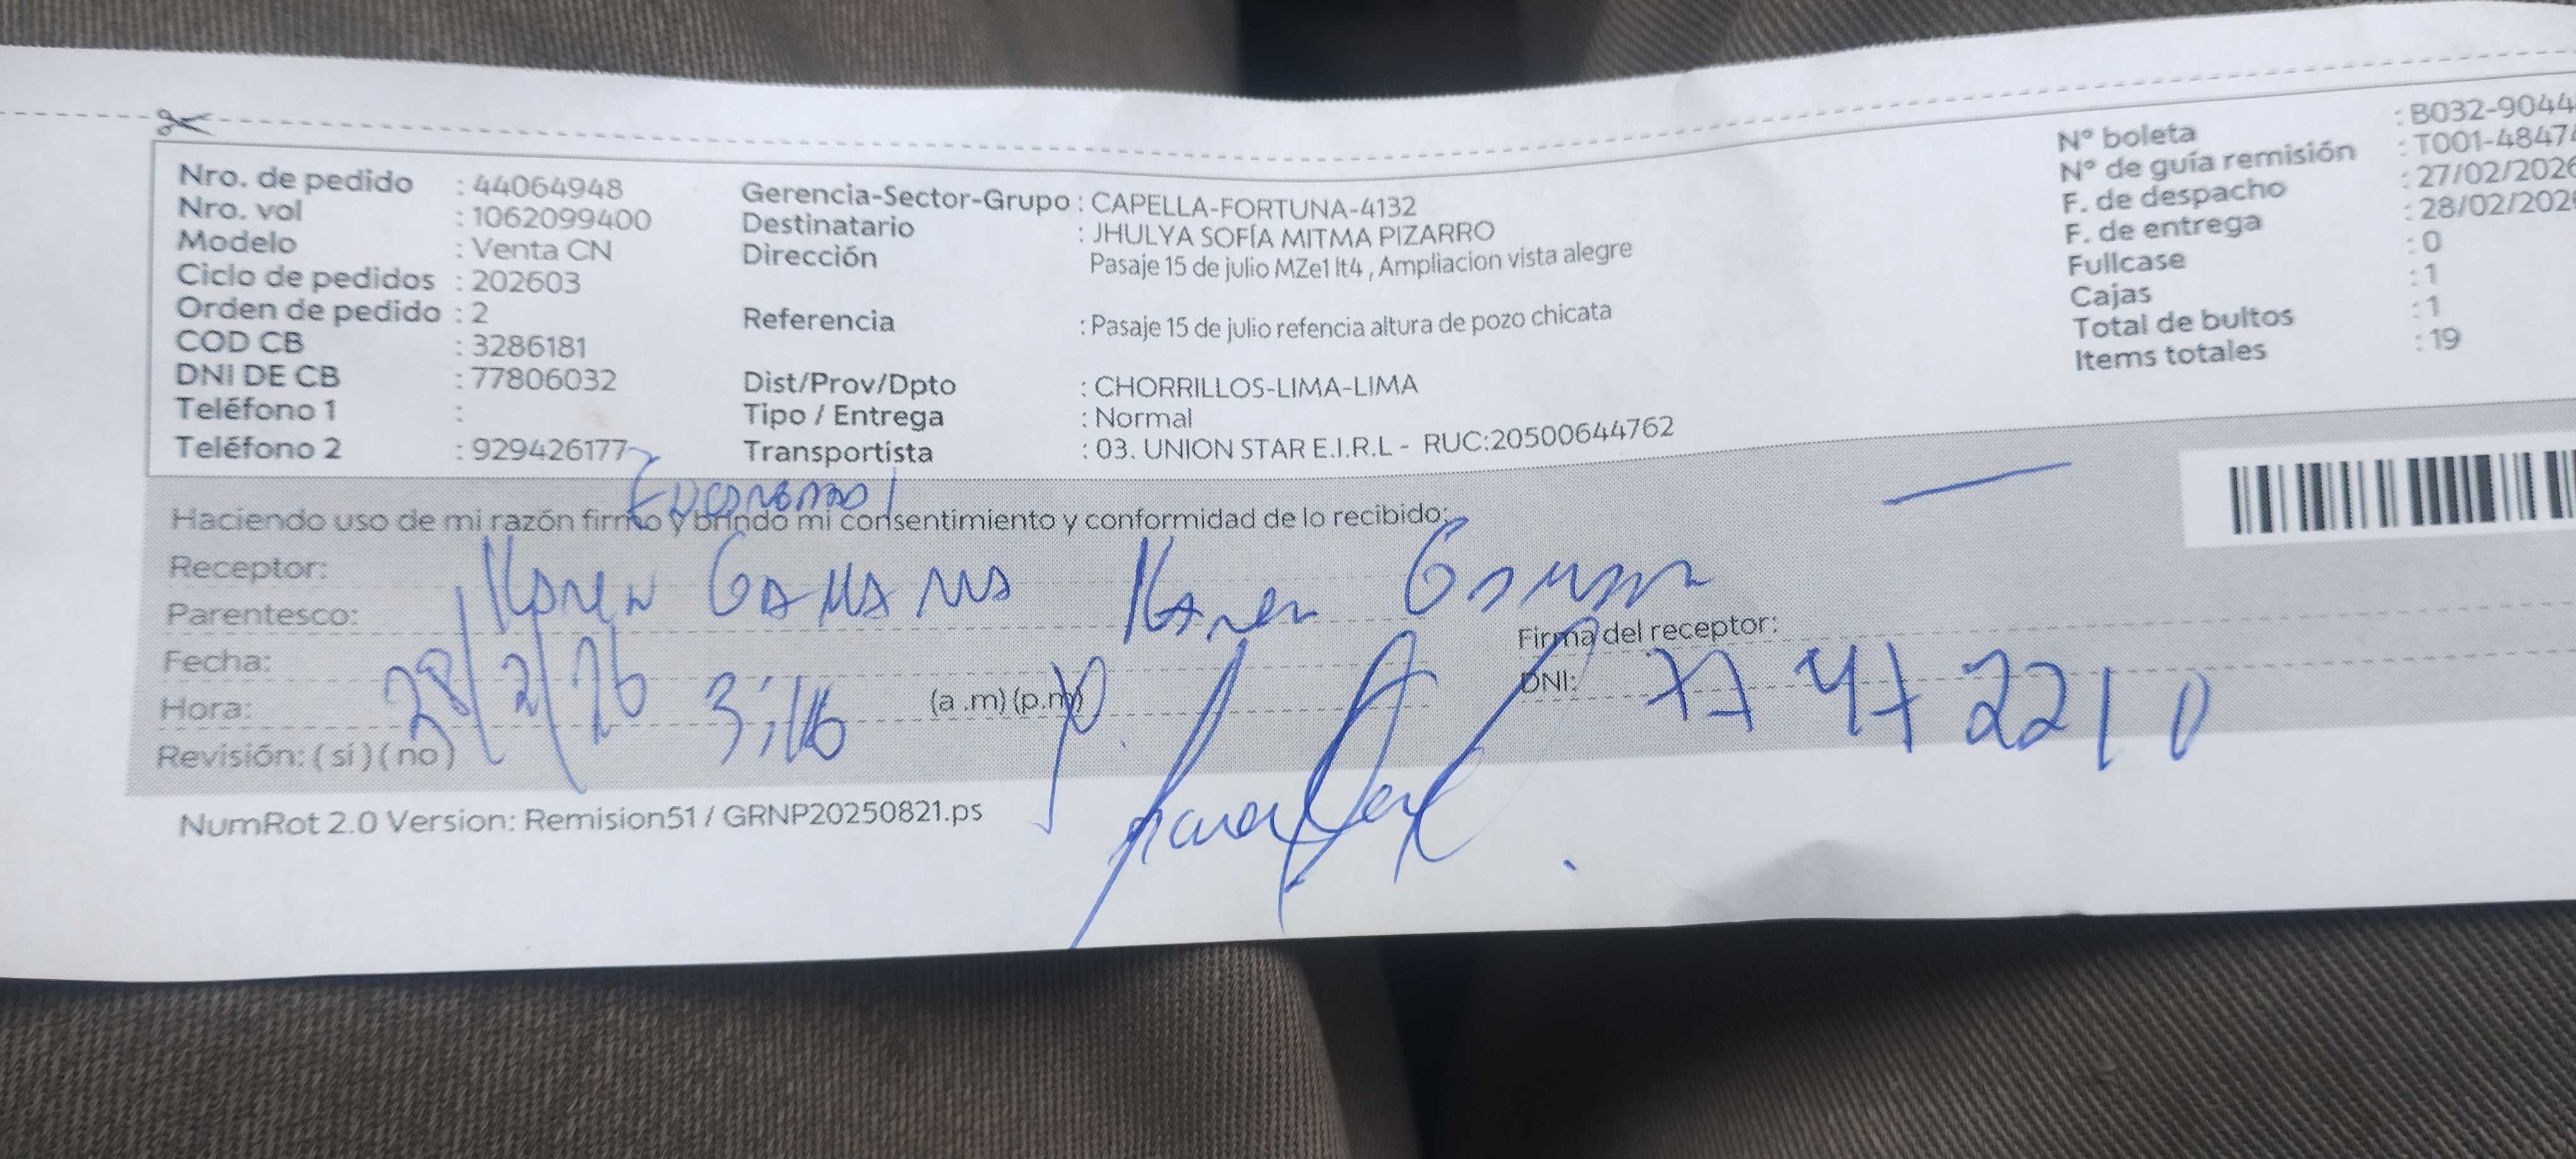 Nro. de pedido : 44064948
Nro. vol : 1062099400
Modelo : Venta CN
Ciclo de pedidos : 202603
Orden de pedido : 2
COD CB : 3286181
DNI DE CB : 77806032
Teléfono 1 :
Teléfono 2 : 929426177
Gerencia-Sector-Grupo : CAPELLA-FORTUNA-4132
Destinatario : JHULYA SOFÍA MITMA PIZARRO
Dirección Pasaje 15 de julio MZe1 lt4 , Ampliacion vista alegre
Referencia : Pasaje 15 de julio refencia altura de pozo chicata
Dist/Prov/Dpto : CHORRILLOS-LIMA-LIMA
Tipo / Entrega : Normal
Transportista : 03. UNION STAR E.I.R.L - RUC:20500644762
N° boleta : B032-9044
N° de guía remisión : T001-4847
F. de despacho : 27/02/2026
F. de entrega : 28/02/202
Fullcase : 0
Cajas : 1
Total de bultos : 1
Items totales : 19
Haciendo uso de mi razón firmo y brindo mi consentimiento y conformidad de lo recibido:
Receptor: Karen Karen
Parentesco:
Firma del receptor:
Fecha: 28/2/26
Hora: 3:16 (a .m) (p.m)
DNI: 77472210
Revisión: ( si ) ( no )
NumRot 2.0 Version: Remision51 / GRNP20250821.ps